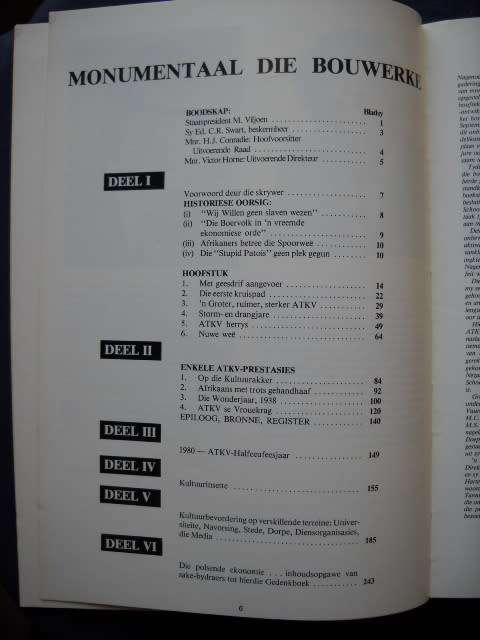 MONUMENTAAL DIE BOUWERKE
BOODSKAP: Bladsy
Staatspresident M. Viljoen 1
Sy Ed. C.R. Swart, beskermheer 3
Mnr. H.J. Conradie: Hoofvoorsitter
Uitvoerende Raad 4
Mnr. Victor Horne: Uitvoerende Direkteur 5
DEEL I
Voorwoord deur die skrywer 7
HISTORIESE OORSIG:
(i) "Wij Willen geen slaven wezen" 8
(ii) "Die Boervolk in 'n vreemde
ekonomiese orde" 9
(iii) Afrikaners betree die Spoorweë 10
(iv) Die "Stupid Patois" geen plek gegun 10
HOOFSTUK
1. Met geesdrif aangevoer 14
2. Die eerste kruispad 22
3. 'n Groter, ruimer, sterker ATKV 29
4. Storm- en drangjare 39
5. ATKV herrys 49
6. Nuwe weë 64
DEEL II
ENKELE ATKV-PRESTASIES
1. Op die Kultuurakker 84
2. Afrikaans met trots gehandhaaf 92
3. Die Wonderjaar, 1938 100
4. ATKV se Vrouekrag 120
EPILOOG, BRONNE, REGISTER 140
DEEL III
1980 — ATKV-Halfeeufeesjaar 149
DEEL IV
Kultuurinsette 155
DEEL V
Kultuurbevordering op verskillende terreine: Univer-
siteite, Navorsing, Stede, Dorpe, Diensorganisasies,
die Media 185
DEEL VI
Die polsende ekonomie . . . inhoudsopgawe van
sake-bydraers tot hierdie Gedenkboek 243
6